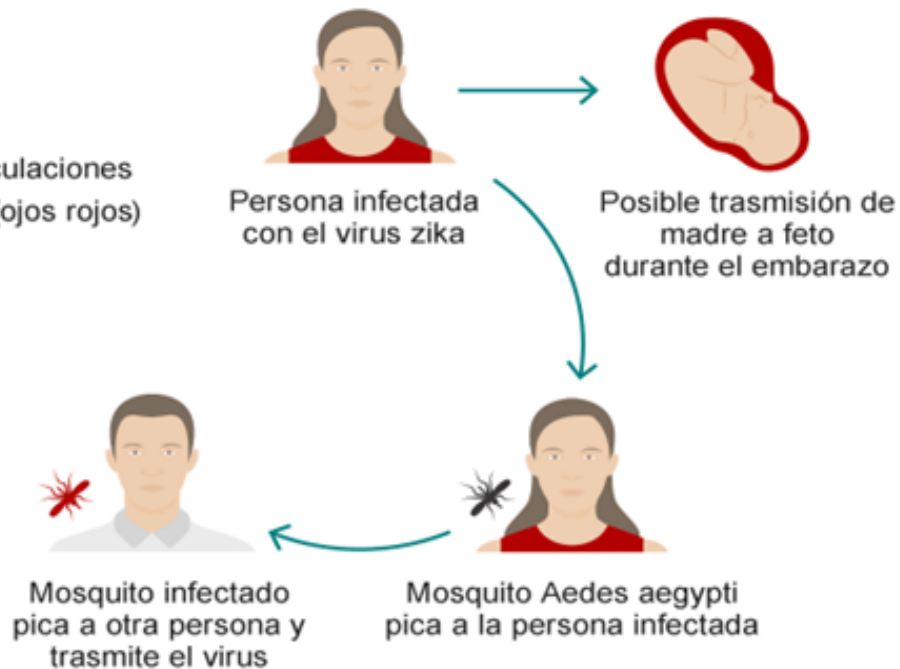 culaciones
ojos rojos)
Persona infectada
con el virus zika
Posible trasmisión de
madre a feto
durante el embarazo
Mosquito infectado
pica a otra persona y
trasmite el virus
Mosquito Aedes aegypti
pica a la persona infectada